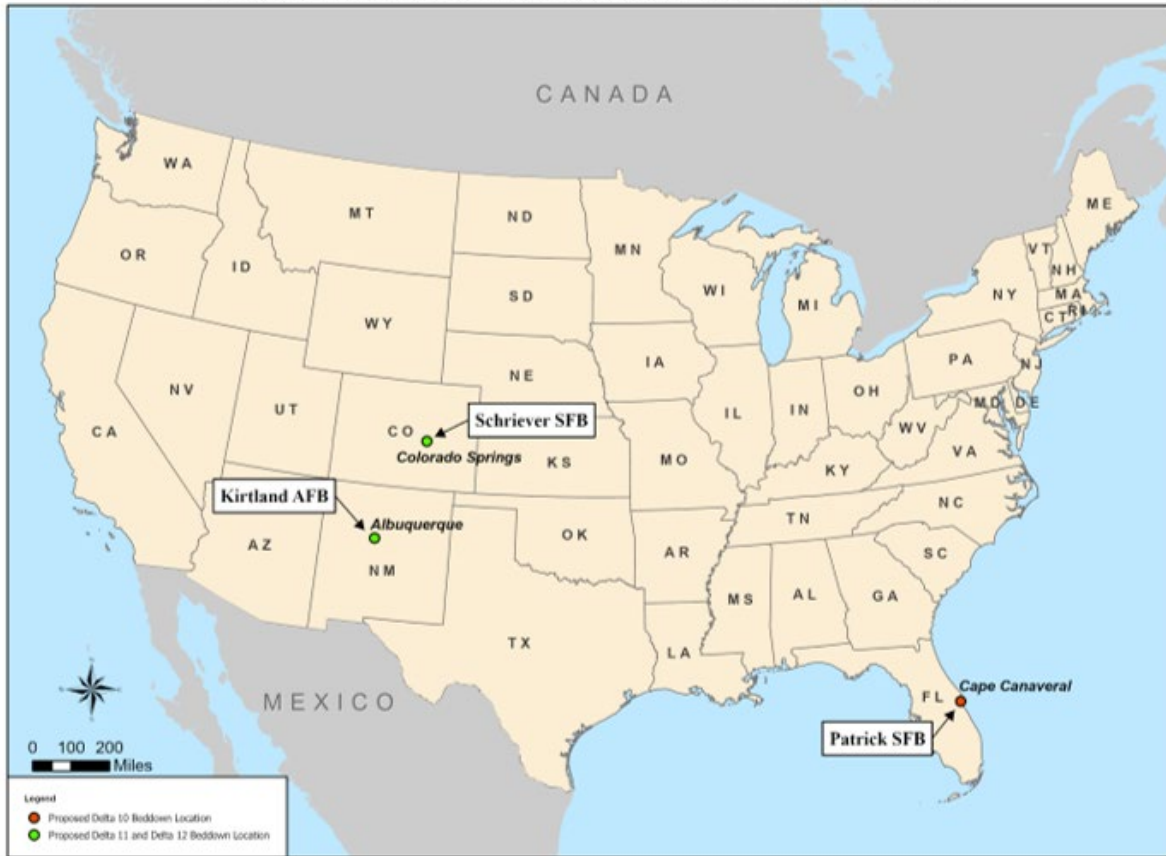 CANADA
WA
MT
ND
MN
ME
VT
NH
OR
ID
SD
WI
MI
NY
MA
CT
RI
WY
IA
PA
NJ
NE
OH
MD
DE
NV
UT
CO
Schriever SFB
IL
IN
WV
VA
CA
Colorado Springs
KS
MO
KY
Kirtland AFB
Albuquerque
OK
TN
NC
AZ
NM
AR
SC
MS
AL
GA
TX
LA
MEXICO
FL
Cape Canaveral
Patrick SFB
0 100 200
Miles
Legend
Proposed Delta 10 Beddown Location
Proposed Delta 11 and Delta 12 Beddown Location